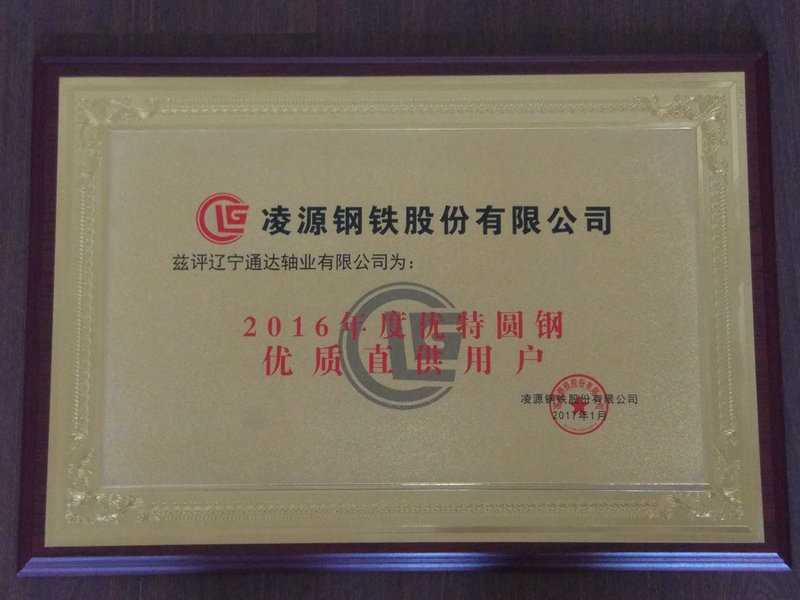 凌源钢铁股份有限公司
兹评辽宁通达轴业有限公司为：
2016年度优特圆钢
优质直供用户
凌源钢铁股份有限公司
2017年1月